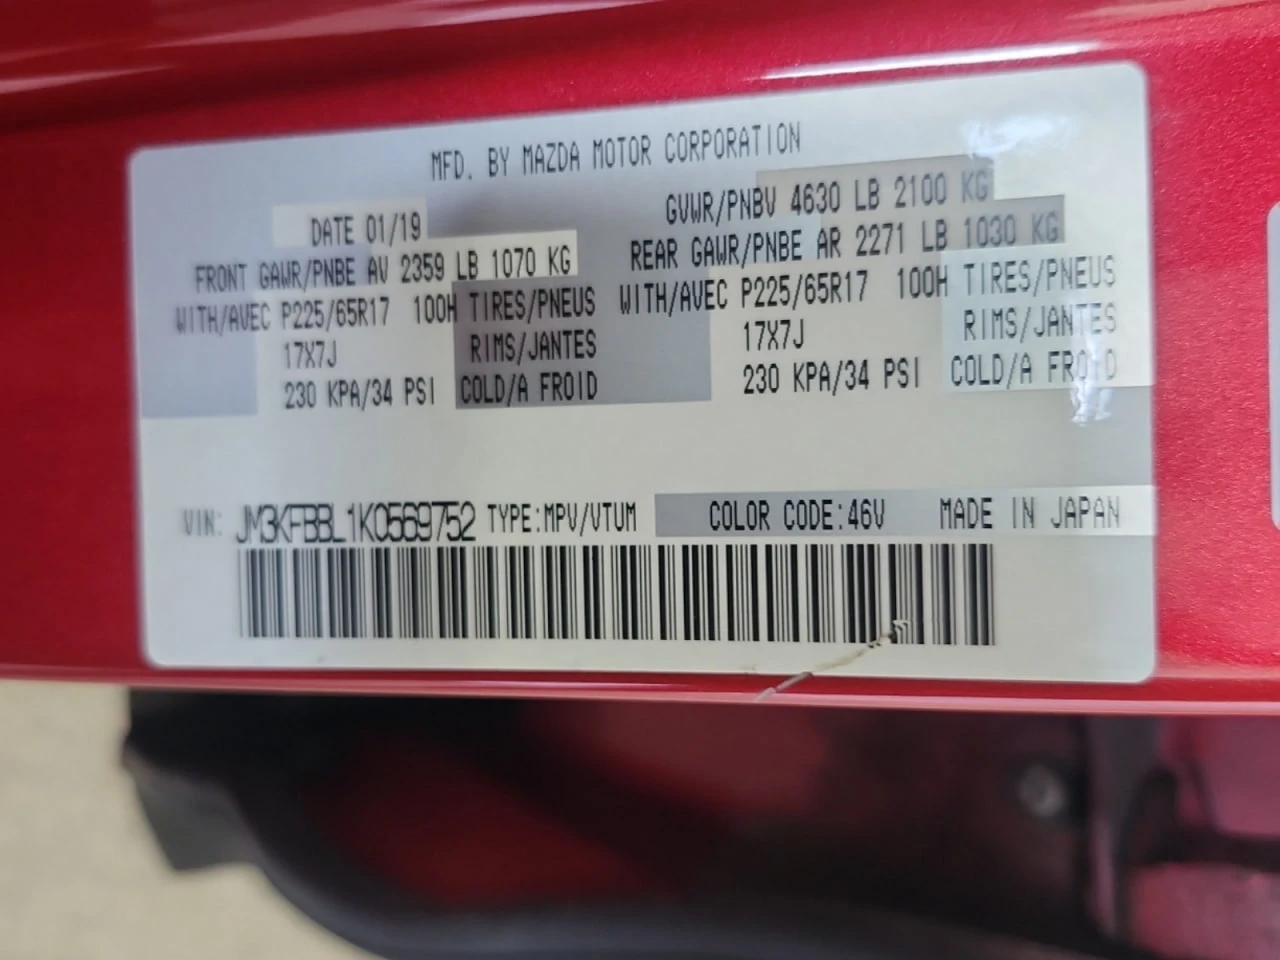 MFD. BY MAZDA MOTOR CORPORATION
DATE 01/19 GVWR/PNBV 4630 LB 2100 KG
FRONT GAWR/PNBE AV 2359 LB 1070 KG REAR GAWR/PNBE AR 2271 LB 1030 KG
WITH/AVEC P225/65R17 100H TIRES/PNEUS WITH/AVEC P225/65R17 100H TIRES/PNEUS
17X7J RIMS/JANTES 17X7J RIMS/JANTES
230 KPA/34 PSI COLD/A FROID 230 KPA/34 PSI COLD/A FROID
VIN: JM3KFBBL1K0569752 TYPE:MPV/VTUM COLOR CODE:46V MADE IN JAPAN